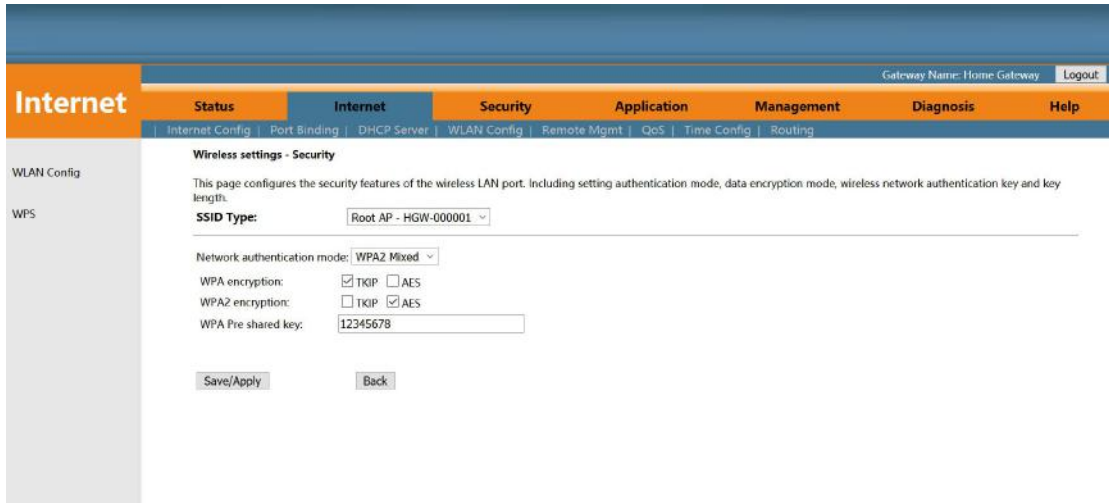 Gateway Name: Home Gateway Logout
Internet
Status Internet Security Application Management Diagnosis Help
| Internet Config | Port Binding | DHCP Server | WLAN Config | Remote Mgmt | QoS | Time Config | Routing
WLAN Config
WPS
Wireless settings - Security
This page configures the security features of the wireless LAN port. Including setting authentication mode, data encryption mode, wireless network authentication key and key
length.
SSID Type: Root AP - HGW-000001
Network authentication mode: WPA2 Mixed
WPA encryption: TKIP AES
WPA2 encryption: TKIP AES
WPA Pre shared key: 12345678
Save/Apply Back